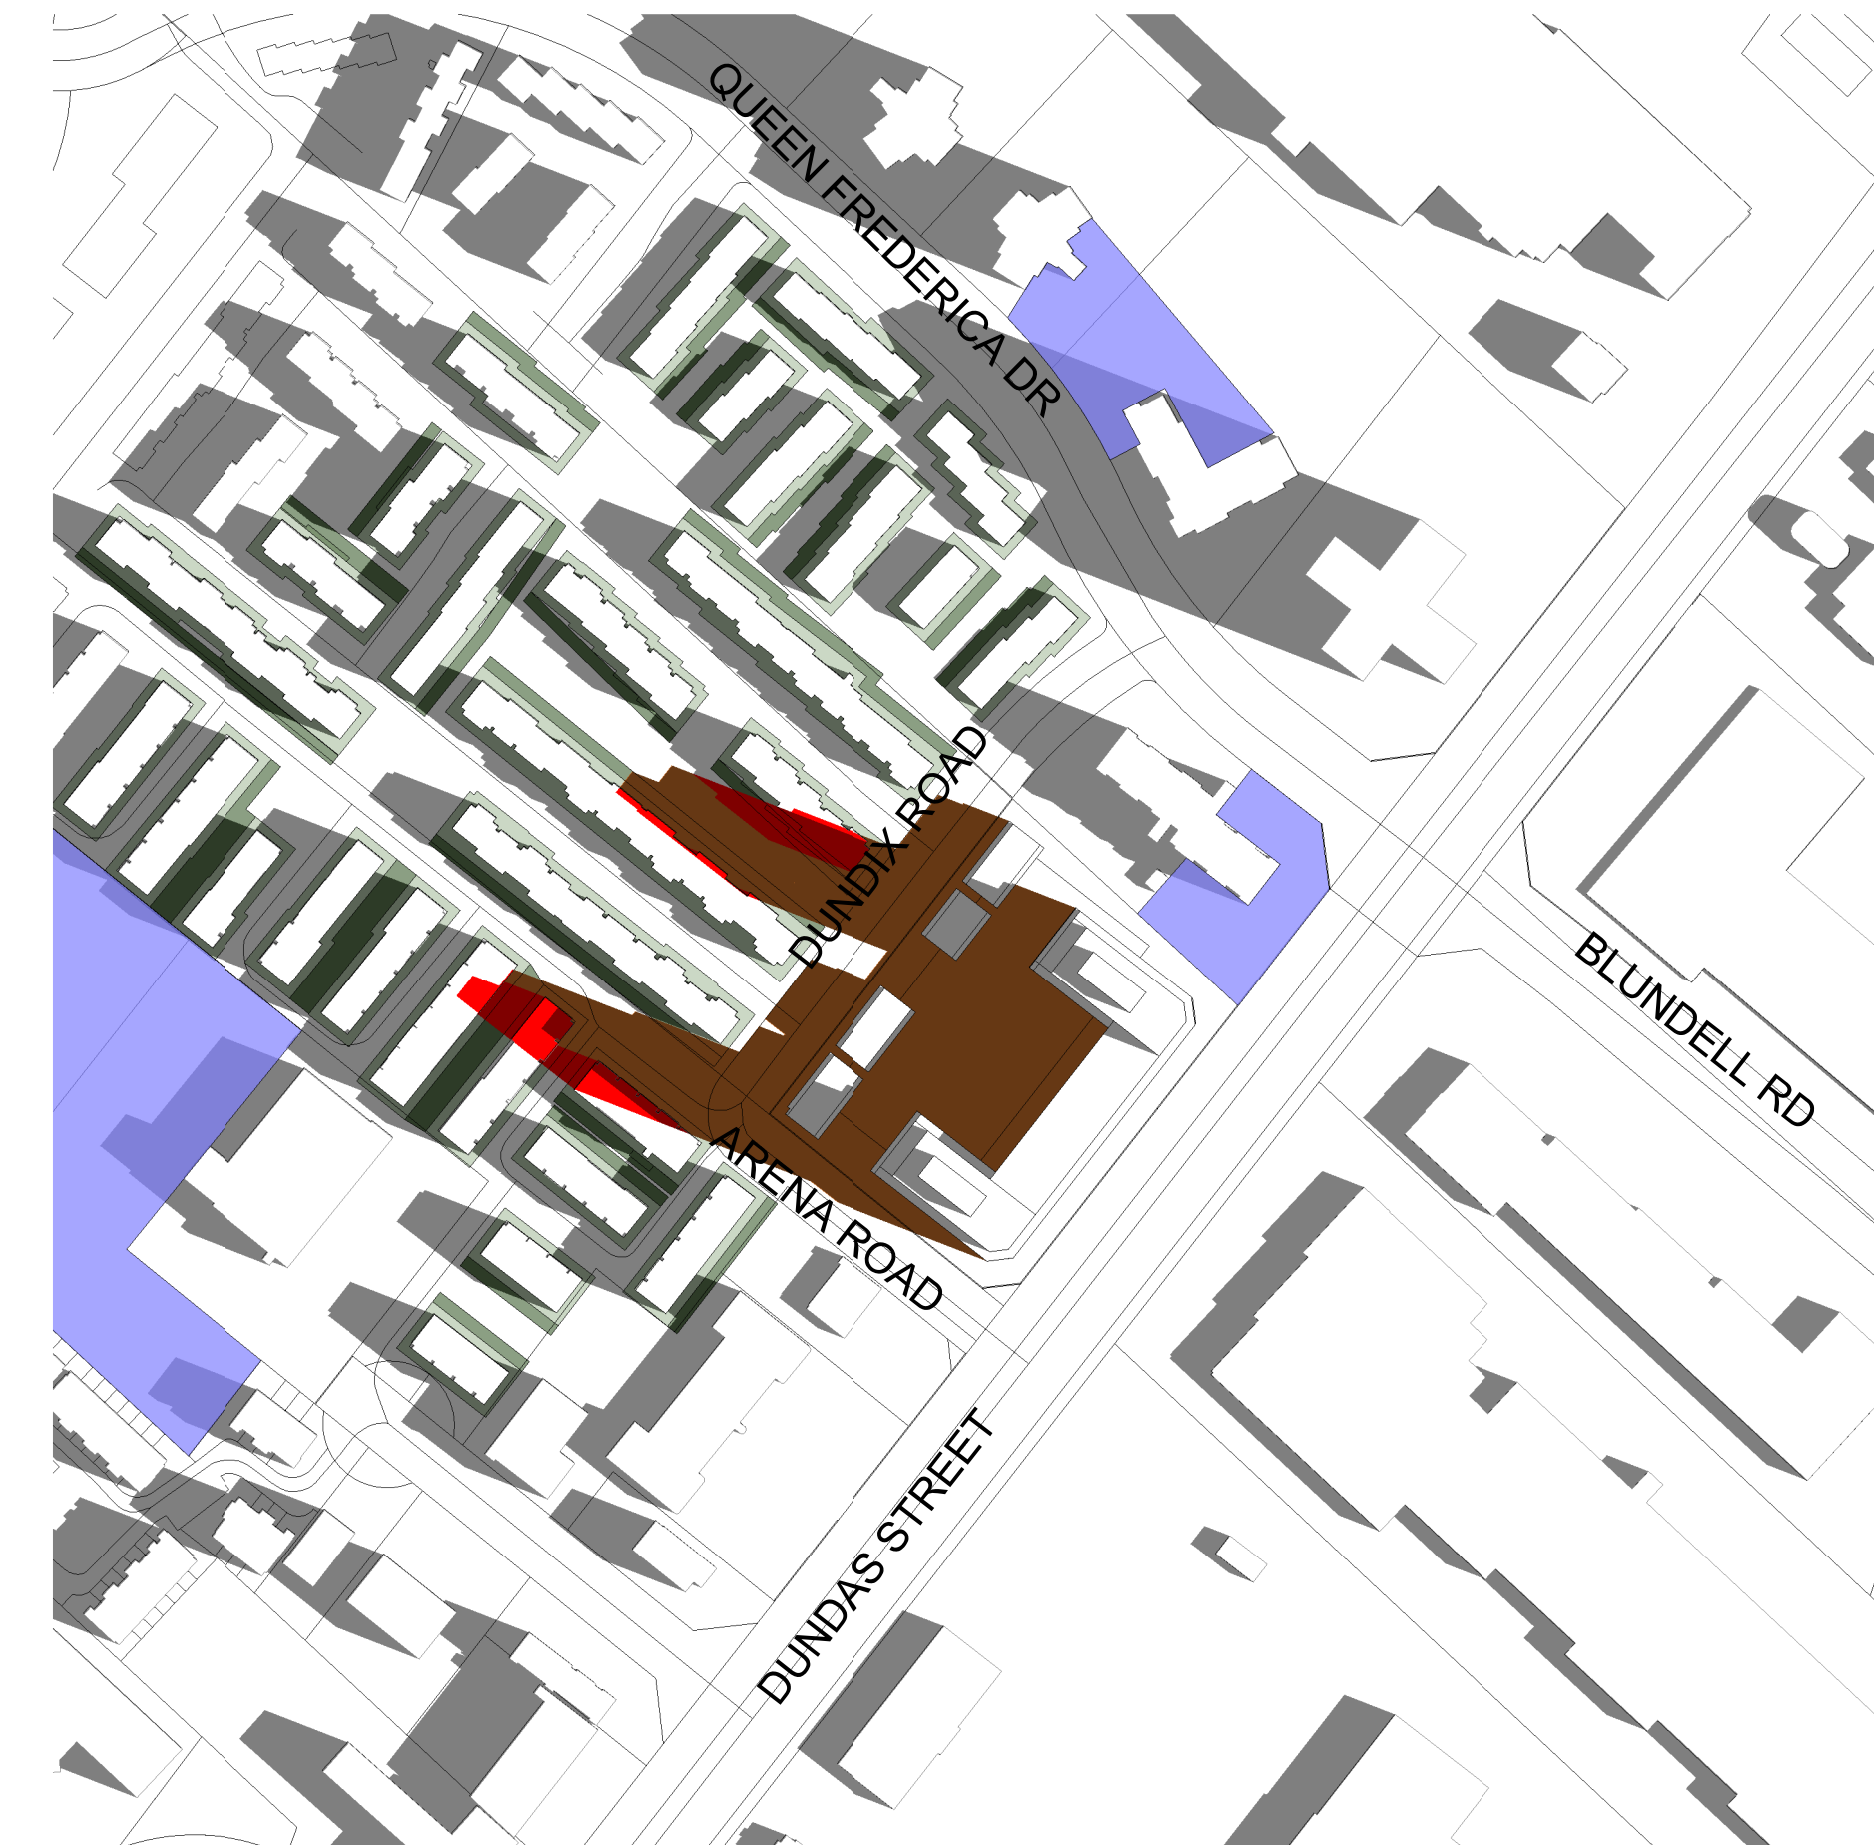 QUEEN FREDERICA DR
DUNDIX ROAD
BLUNDELL RD
ARENA ROAD
DUNDAS STREET